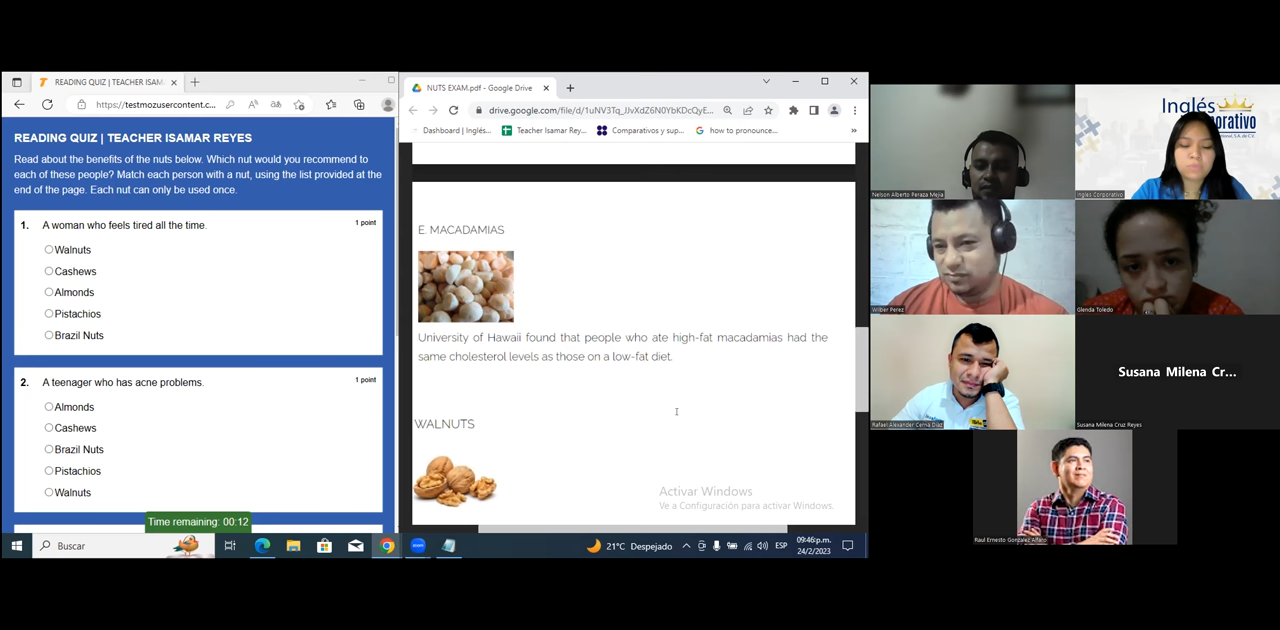 READING QUIZ | TEACHER ISAM
https://testmozusercontent.c...
READING QUIZ | TEACHER ISAMAR REYES
Read about the benefits of the nuts below. Which nut would you recommend to
each of these people? Match each person with a nut, using the list provided at the
end of the page. Each nut can only be used once.
1. A woman who feels tired all the time. 1 point
Walnuts
Cashews
Almonds
Pistachios
Brazil Nuts
2. A teenager who has acne problems. 1 point
Almonds
Cashews
Brazil Nuts
Pistachios
Walnuts
Time remaining: 00:12
NUTS EXAM.pdf - Google Drive
drive.google.com/file/d/1uNV3Tq_JJvXdZ6N0YbKDcQyE...
Dashboard | Inglés... Teacher Isamar Rey... Comparativos y sup... how to pronounce... »
E. MACADAMIAS
University of Hawaii found that people who ate high-fat macadamias had the
same cholesterol levels as those on a low-fat diet.
WALNUTS
Activar Windows
Ve a Configuración para activar Windows.
Buscar
zoom
21°C Despejado
ESP
09:46p.m.
24/2/2023
Inglés
Corporativo
Nelson Alberto Peraza Mejia
Inglés Corporativo
Wilber Perez
Glenda Toledo
Rafael Alexander Cerna Diaz
Susana Milena Cr...
Susana Milena Cruz Reyes
Raul Ernesto Gonzalez Alfaro